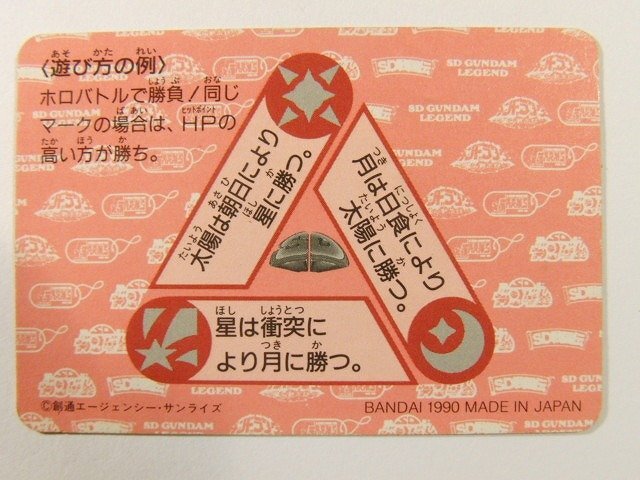 〈遊び方の例〉
ホロバトルで勝負!同じ
マークの場合は、HPの
高い方が勝ち。
太陽は朝日により
星に勝つ。
月は日食により
太陽に勝つ。
星は衝突に
より月に勝つ。
©創通エージェンシー・サンライズ
BANDAI 1990 MADE IN JAPAN
SD GUNDAM
LEGEND